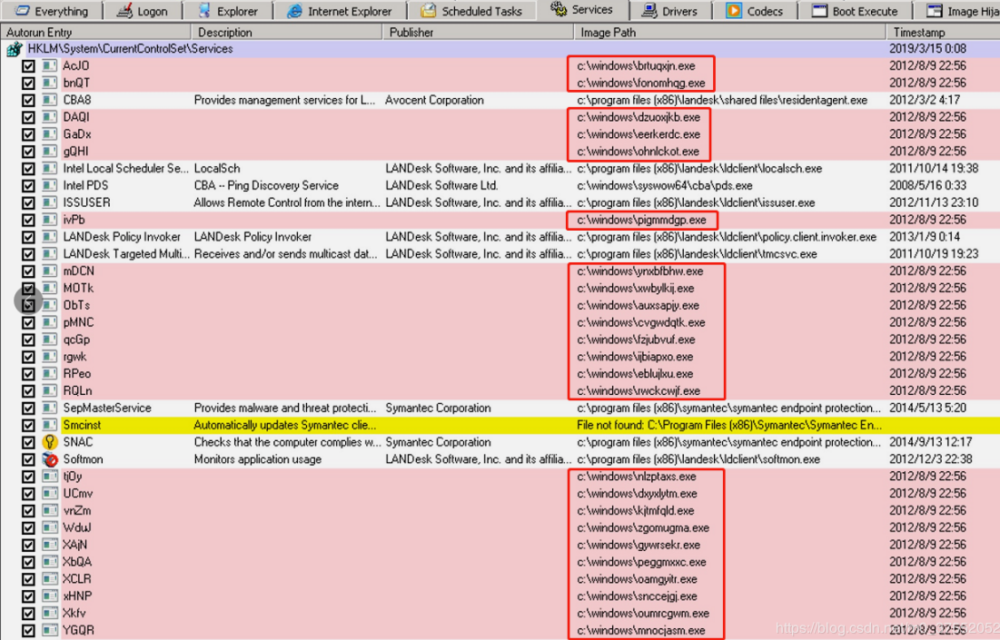 Everything Logon Explorer Internet Explorer Scheduled Tasks Services Drivers Codecs Boot Execute Image Hija
Autorun Entry Description Publisher Image Path Timestamp
HKLM\System\CurrentControlSet\Services 2019/3/15 0:08
AcJO c:\windows\brtuqxjn.exe 2012/8/9 22:56
bnQT c:\windows\fonomhqg.exe 2012/8/9 22:56
CBA8 Provides management services for L... Avocent Corporation c:\program files (x86)\landesk\shared files\residentagent.exe 2012/3/2 4:17
DAQI c:\windows\dzuoxjkb.exe 2012/8/9 22:56
GaDx c:\windows\eerkerdc.exe 2012/8/9 22:56
gQHI c:\windows\ohnlckot.exe 2012/8/9 22:56
Intel Local Scheduler Se... LocalSch LANDesk Software, Inc. and its affilia... c:\program files (x86)\landesk\ldclient\localsch.exe 2011/10/14 19:38
Intel PDS CBA -- Ping Discovery Service LANDesk Software Ltd. c:\windows\syswow64\cba\pds.exe 2008/5/16 0:33
ISSUSER Allows Remote Control from the intern... LANDesk Software, Inc. and its affilia... c:\program files (x86)\landesk\ldclient\issuser.exe 2012/11/13 23:10
ivPb c:\windows\pigmmdgp.exe 2012/8/9 22:56
LANDesk Policy Invoker LANDesk Policy Invoker LANDesk Software, Inc. and its affilia... c:\program files (x86)\landesk\ldclient\policy.client.invoker.exe 2013/1/9 0:14
LANDesk Targeted Multi... Receives and/or sends multicast dat... LANDesk Software, Inc. and its affilia... c:\program files (x86)\landesk\ldclient\tmcsvc.exe 2011/10/19 19:23
mDCN c:\windows\ynxbfbhw.exe 2012/8/9 22:56
MOTk c:\windows\xwbylkij.exe 2012/8/9 22:56
ObTs c:\windows\auxsapjy.exe 2012/8/9 22:56
pMNC c:\windows\cvgwdqtk.exe 2012/8/9 22:56
qcGp c:\windows\fzjubvuf.exe 2012/8/9 22:56
rgwk c:\windows\ijbiapxo.exe 2012/8/9 22:56
RPeo c:\windows\eblujlxu.exe 2012/8/9 22:56
RQLn c:\windows\rwckcwjf.exe 2012/8/9 22:56
SepMasterService Provides malware and threat protecti... Symantec Corporation c:\program files (x86)\symantec\symantec endpoint protection... 2014/5/13 5:20
Smcinst Automatically updates Symantec clie... File not found: C:\Program Files (x86)\Symantec\Symantec En...
SNAC Checks that the computer complies w... Symantec Corporation c:\program files (x86)\symantec\symantec endpoint protection... 2014/9/13 12:17
Softmon Monitors application usage LANDesk Software, Inc. and its affilia... c:\program files (x86)\landesk\ldclient\softmon.exe 2012/12/3 22:38
tjOy c:\windows\nlzptaxs.exe 2012/8/9 22:56
UCmv c:\windows\dxyxlytm.exe 2012/8/9 22:56
vnZm c:\windows\kjtmfqld.exe 2012/8/9 22:56
WduJ c:\windows\zgomugma.exe 2012/8/9 22:56
XAjN c:\windows\gywrsekr.exe 2012/8/9 22:56
XbQA c:\windows\peggmxxc.exe 2012/8/9 22:56
XCLR c:\windows\oamgyitr.exe 2012/8/9 22:56
xHNP c:\windows\snccejgj.exe 2012/8/9 22:56
Xkfv c:\windows\oumrcgwm.exe 2012/8/9 22:56
YGQR c:\windows\mnocjasm.exe 2012/8/9 22:56